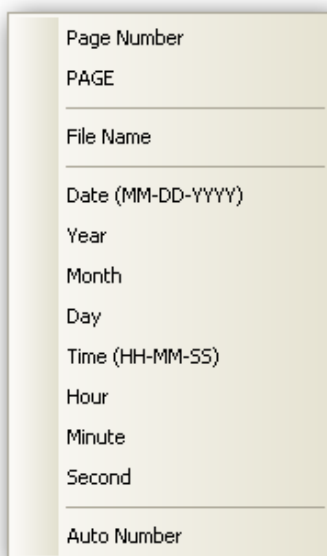 Page Number
PAGE
File Name
Date (MM-DD-YYYY)
Year
Month
Day
Time (HH-MM-SS)
Hour
Minute
Second
Auto Number